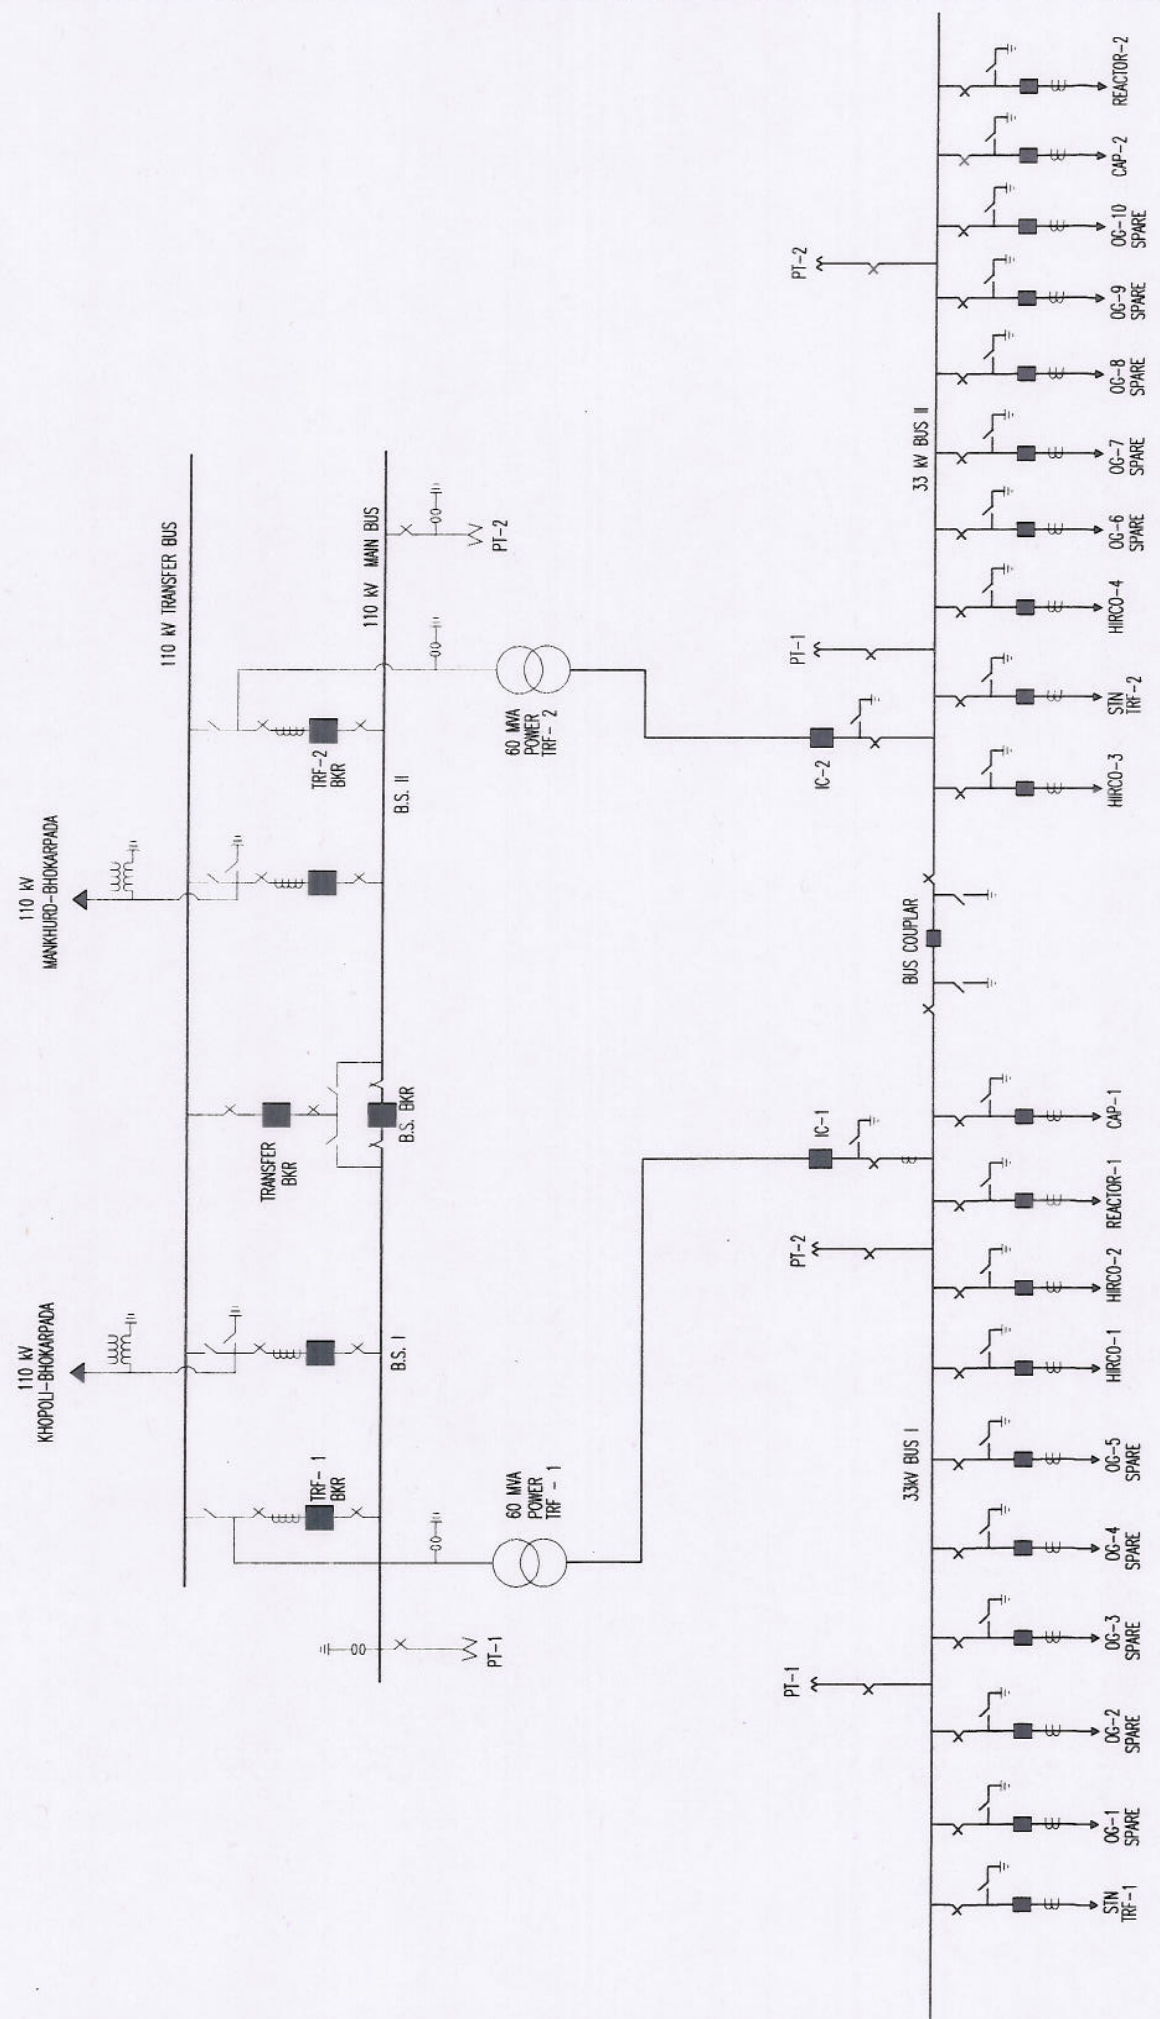 110 kV
KHOPOLI-BHOKARPADA
110 kV
MANKHURD-BHOKARPADA
110 kV TRANSFER BUS
TRF- 1
BKR
TRANSFER
BKR
TRF-2
BKR
110 kV MAIN BUS
B.S. I
B.S. BKR
B.S. II
PT-1
60 MVA
POWER
TRF - 1
60 MVA
POWER
TRF- 2
PT-2
PT-1
PT-2
IC-1
IC-2
PT-1
PT-2
33kV BUS I
BUS COUPLAR
33 kV BUS II
STN
TRF-1
OG-1
SPARE
OG-2
SPARE
OG-3
SPARE
OG-4
SPARE
OG-5
SPARE
HIRCO-1
HIRCO-2
REACTOR-1
CAP-1
HIRCO-3
STN
TRF-2
HIRCO-4
OG-6
SPARE
OG-7
SPARE
OG-8
SPARE
OG-9
SPARE
OG-10
SPARE
CAP-2
REACTOR-2